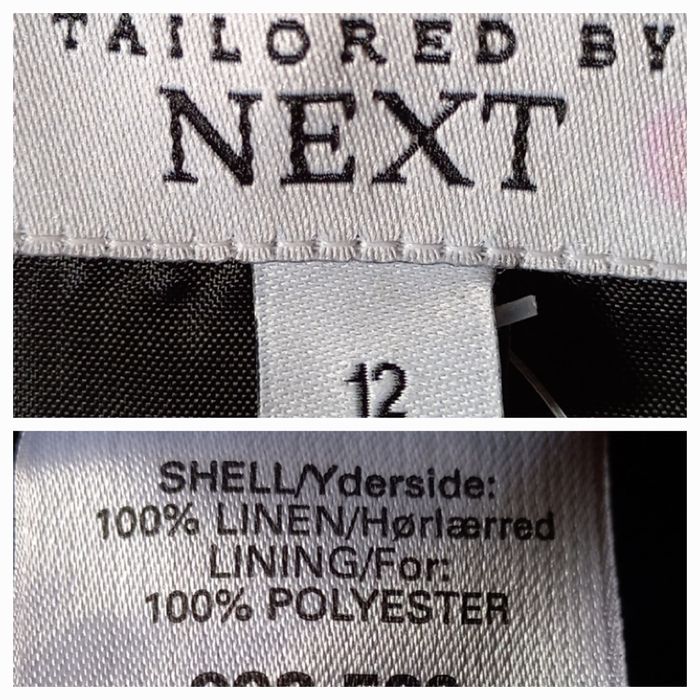 TAILORED BY
NEXT
12
SHELL/Yderside:
100% LINEN/Hørlærred
LINING/For:
100% POLYESTER